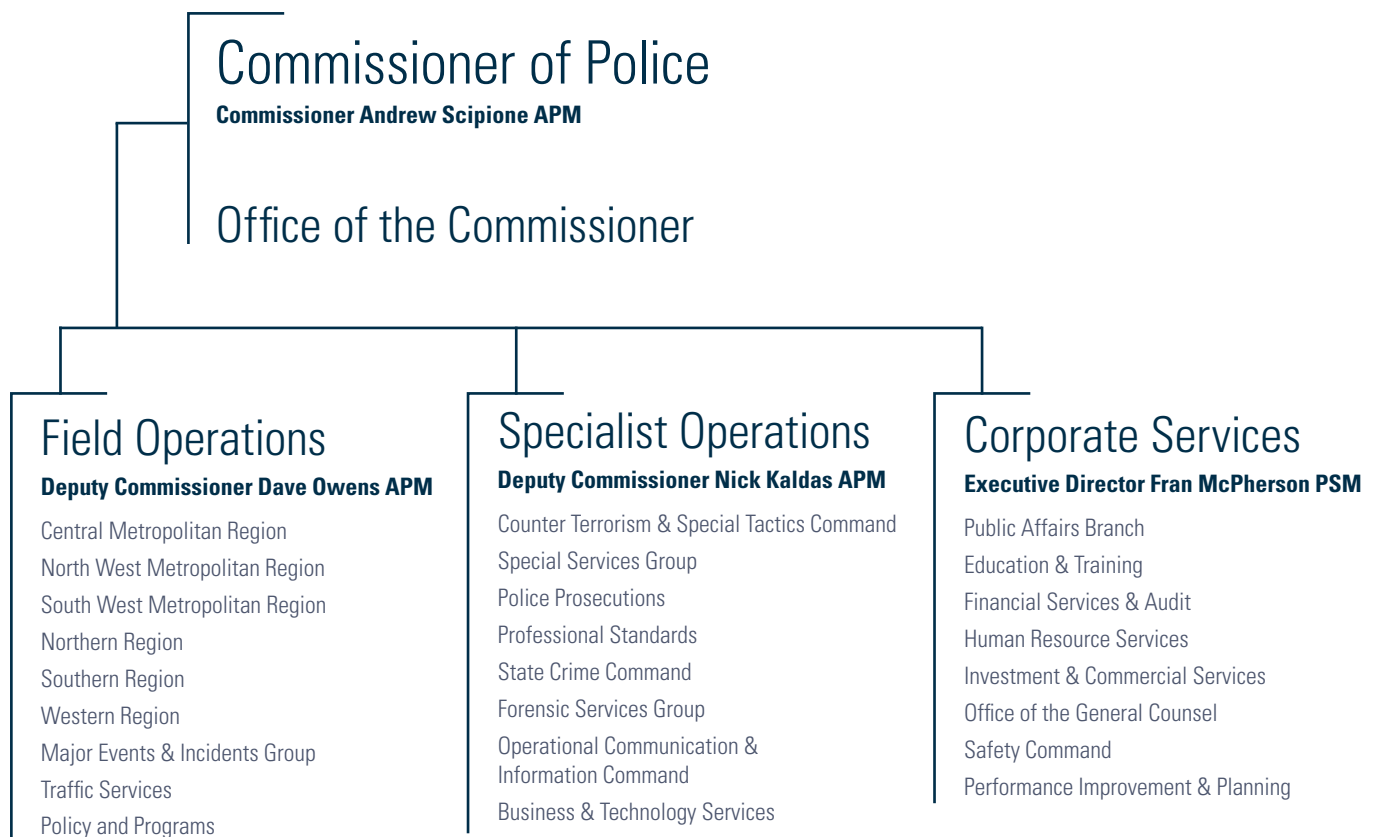 Commissioner of Police
Commissioner Andrew Scipione APM
Office of the Commissioner
Field Operations
Deputy Commissioner Dave Owens APM
Central Metropolitan Region
North West Metropolitan Region
South West Metropolitan Region
Northern Region
Southern Region
Western Region
Major Events & Incidents Group
Traffic Services
Policy and Programs
Specialist Operations
Deputy Commissioner Nick Kaldas APM
Counter Terrorism & Special Tactics Command
Special Services Group
Police Prosecutions
Professional Standards
State Crime Command
Forensic Services Group
Operational Communication &
Information Command
Business & Technology Services
Corporate Services
Executive Director Fran McPherson PSM
Public Affairs Branch
Education & Training
Financial Services & Audit
Human Resource Services
Investment & Commercial Services
Office of the General Counsel
Safety Command
Performance Improvement & Planning